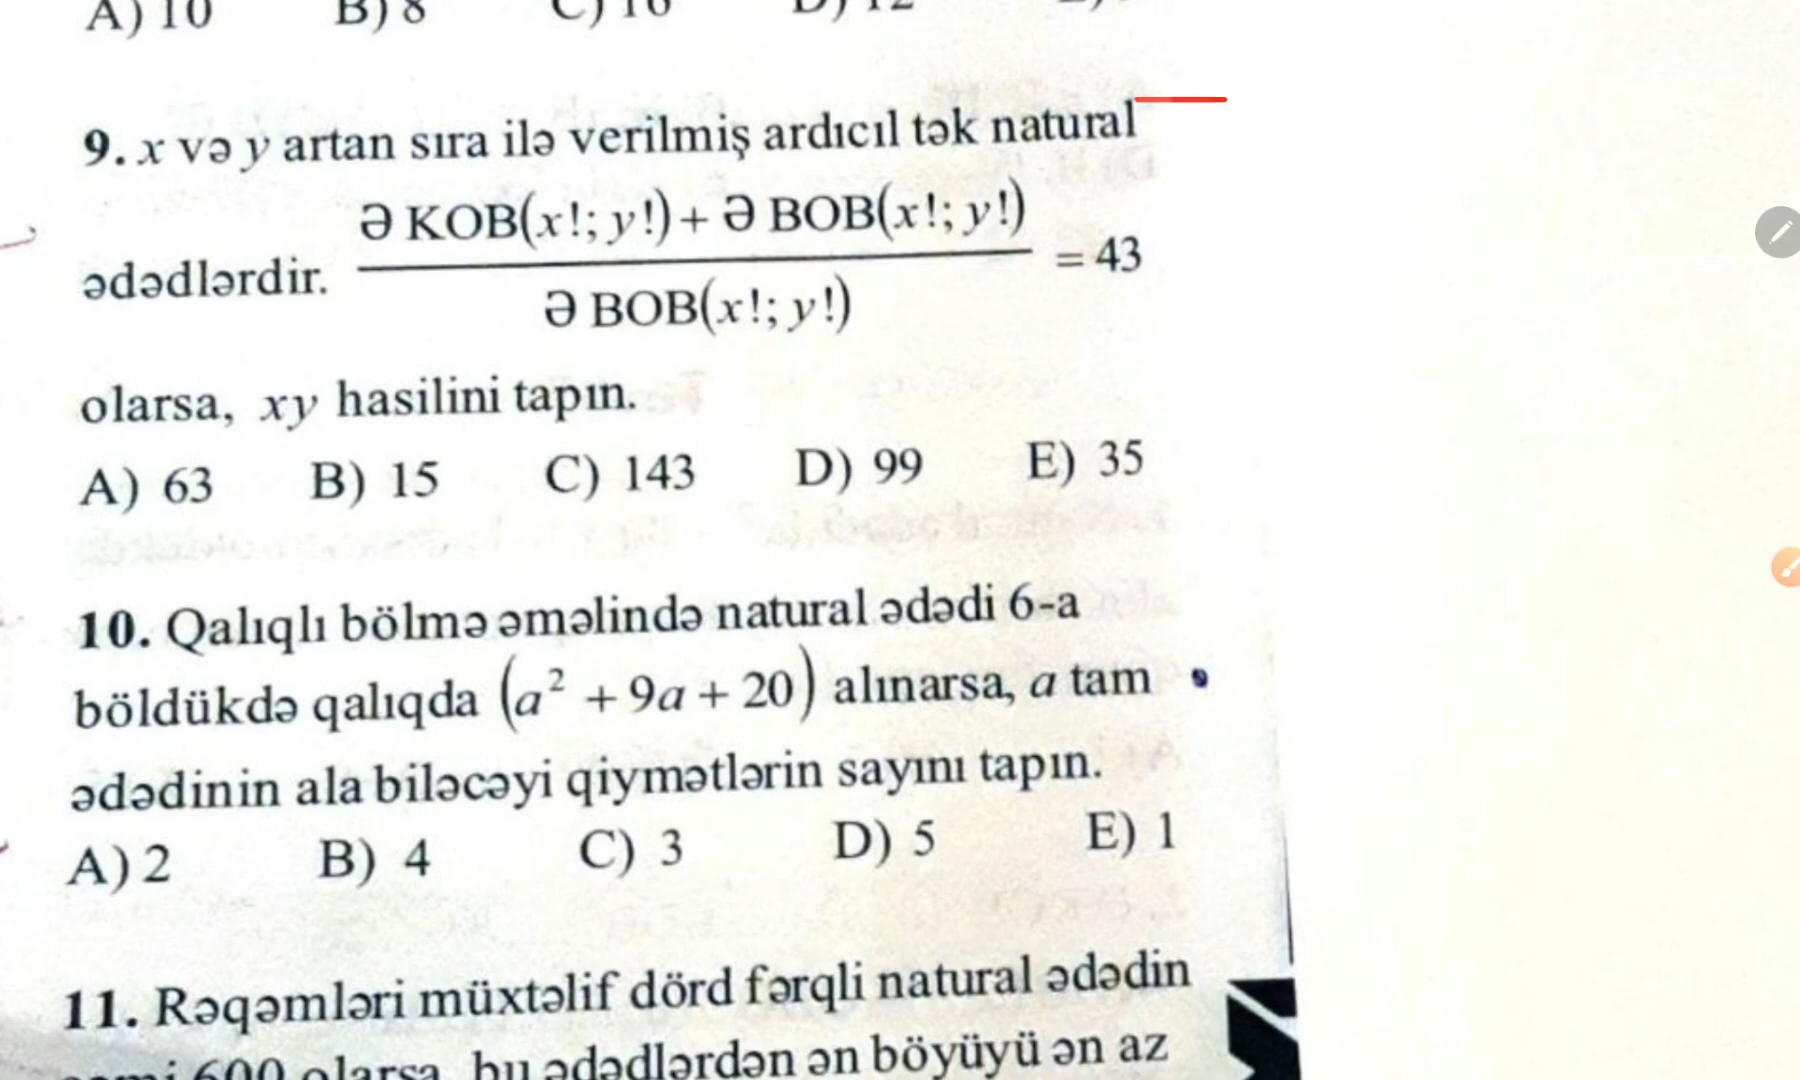 A) 10 B) 8 C) 16 D) 12
9. x və y artan sıra ilə verilmiş ardıcıl tək natural
ədədlərdir. (Ə KOB(x!; y!) + Ə BOB(x!; y!)) / (Ə BOB(x!; y!)) = 43
olarsa, xy hasilini tapın.
A) 63 B) 15 C) 143 D) 99 E) 35
10. Qalıqlı bölmə əməlində natural ədədi 6-a
böldükdə qalıqda (a² + 9a + 20) alınarsa, a tam
ədədinin ala biləcəyi qiymətlərin sayını tapın.
A) 2 B) 4 C) 3 D) 5 E) 1
11. Rəqəmləri müxtəlif dörd fərqli natural ədədin
600 olarsa, bu ədədlərdən ən böyüyü ən az